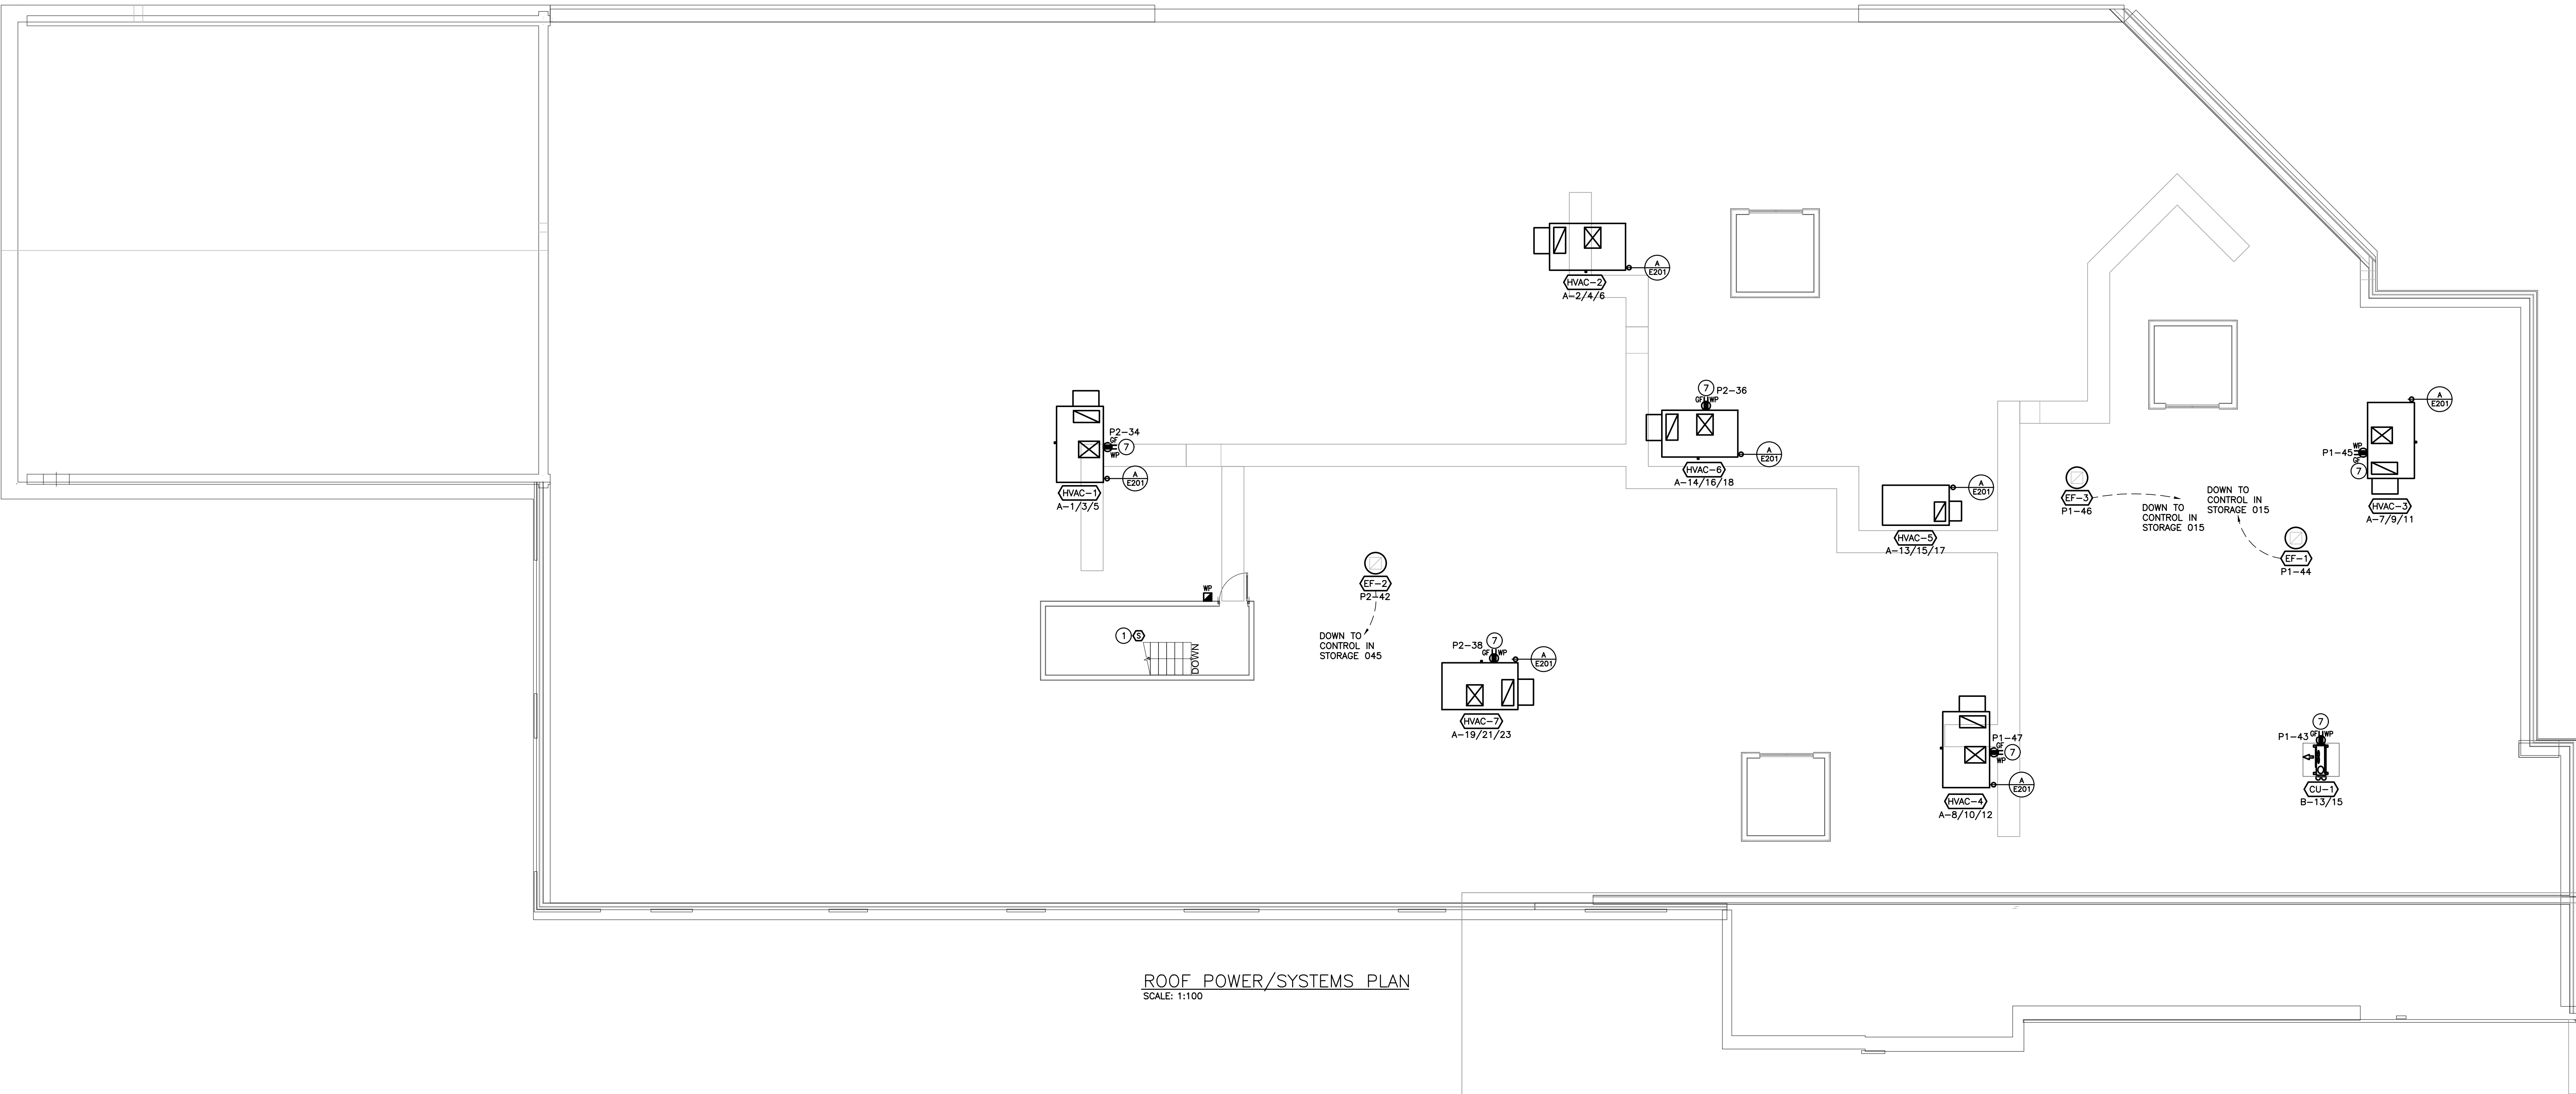 A
E201
HVAC-2
A-2/4/6
7
P2-36
GF
WP
A
E201
HVAC-6
A-14/16/18
P2-34
GF
7
WP
A
E201
HVAC-1
A-1/3/5
A
E201
WP
P1-45
GF
7
HVAC-3
A-7/9/11
A
E201
HVAC-5
A-13/15/17
EF-3
P1-46
DOWN TO
CONTROL IN
STORAGE 015
DOWN TO
CONTROL IN
STORAGE 015
EF-1
P1-44
EF-2
P2-42
DOWN TO
CONTROL IN
STORAGE 045
WP
1
S
DOWN
7
P2-38
GF
WP
A
E201
HVAC-7
A-19/21/23
P1-47
GF
7
WP
A
E201
HVAC-4
A-8/10/12
7
P1-43
GF
WP
CU-1
B-13/15
ROOF POWER/SYSTEMS PLAN
SCALE: 1:100